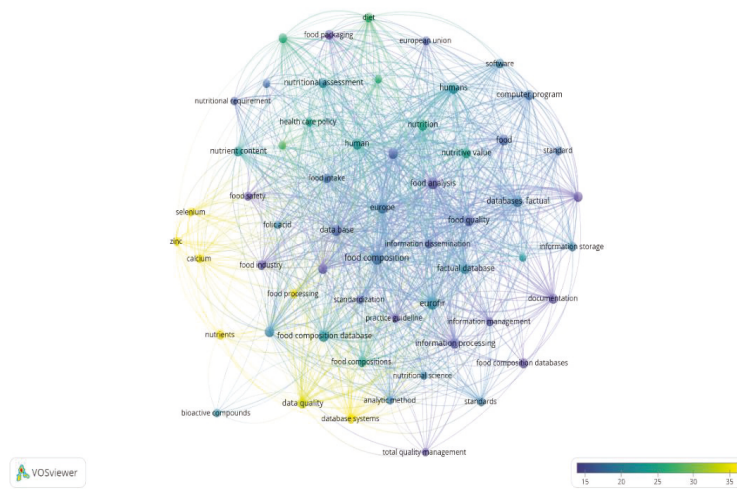 diet
food packaging
european union
software
nutritional assessment
humans
computer program
nutritional requirement
health care policy
nutrition
food
human
nutrient content
nutritive value
standard
food intake
food analysis
food safety
databases, factual
selenium
europe
folic acid
food quality
data base
zinc
information dissemination
information storage
calcium
food composition
food industry
factual database
food processing
standardization
eurofir
documentation
practice guideline
information management
nutrients
food composition database
information processing
food compositions
food composition databases
nutritional science
data quality
analytic method
standards
bioactive compounds
database systems
total quality management
VOSviewer
15 20 25 30 35